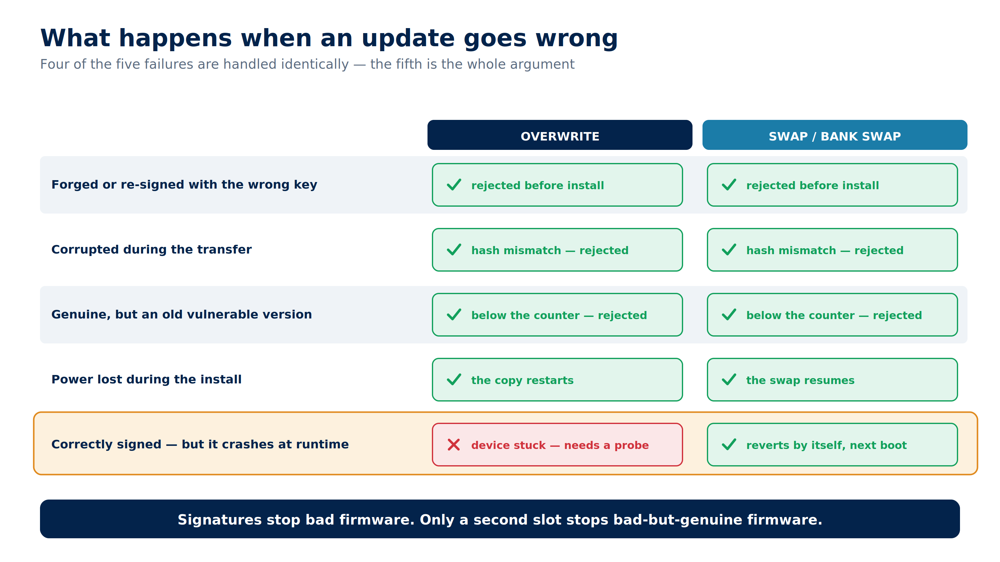 What happens when an update goes wrong
Four of the five failures are handled identically — the fifth is the whole argument
OVERWRITE
SWAP / BANK SWAP
Forged or re-signed with the wrong key
rejected before install
rejected before install
Corrupted during the transfer
hash mismatch — rejected
hash mismatch — rejected
Genuine, but an old vulnerable version
below the counter — rejected
below the counter — rejected
Power lost during the install
the copy restarts
the swap resumes
Correctly signed — but it crashes at runtime
device stuck — needs a probe
reverts by itself, next boot
Signatures stop bad firmware. Only a second slot stops bad-but-genuine firmware.